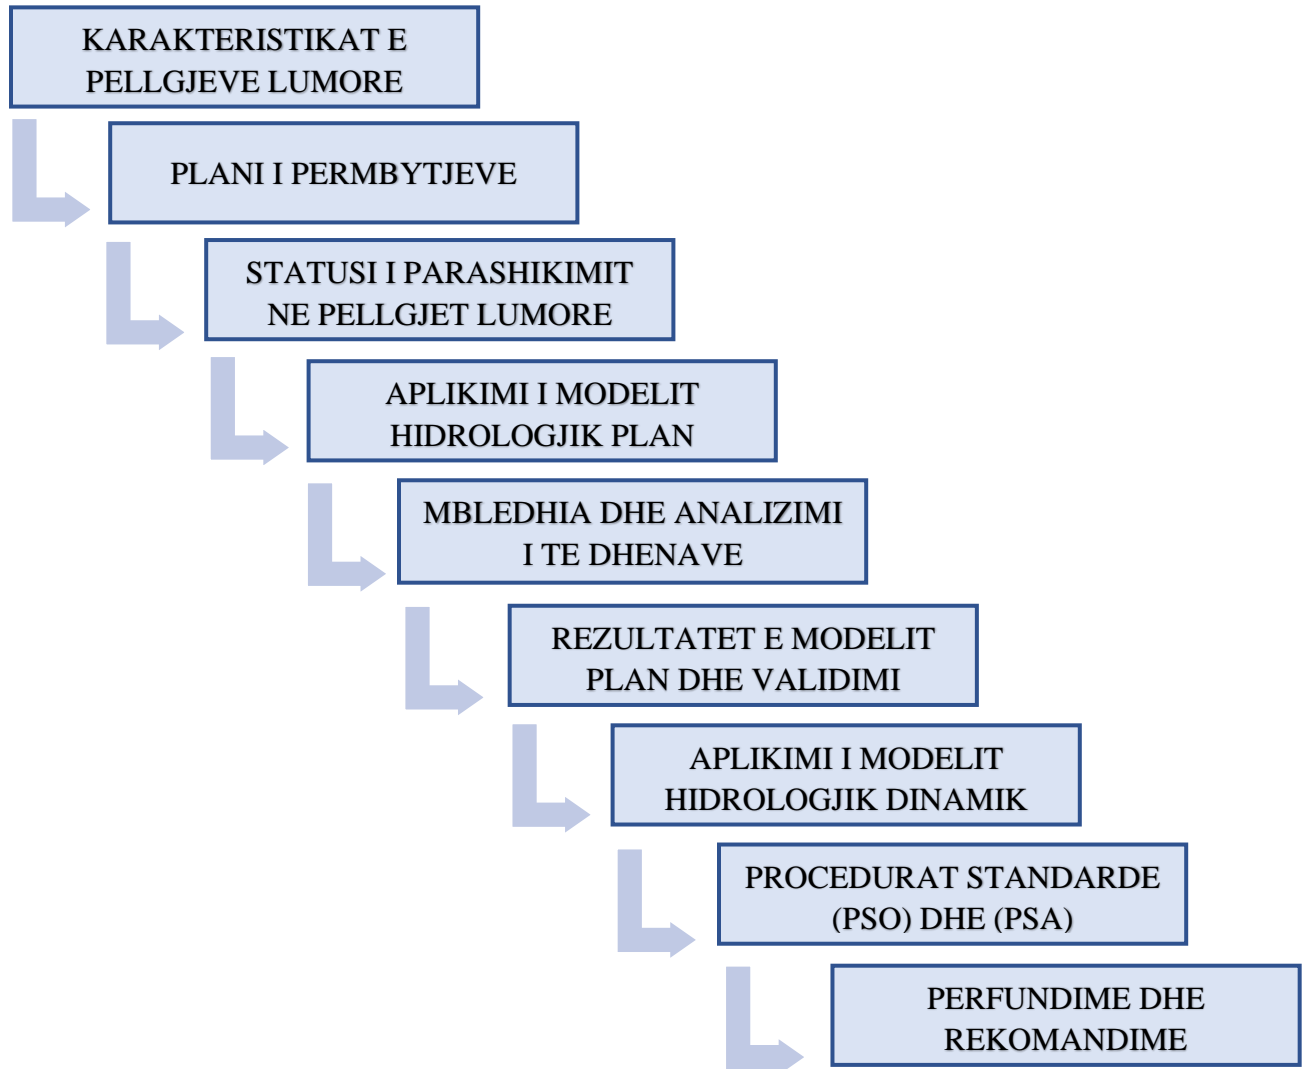 KARAKTERISTIKAT E
PELLGJEVE LUMORE
PLANI I PERMBYTJEVE
STATUSI I PARASHIKIMIT
NE PELLGJET LUMORE
APLIKIMI I MODELIT
HIDROLOGJIK PLAN
MBLEDHIA DHE ANALIZIMI
I TE DHENAVE
REZULTATET E MODELIT
PLAN DHE VALIDIMI
APLIKIMI I MODELIT
HIDROLOGJIK DINAMIK
PROCEDURAT STANDARDE
(PSO) DHE (PSA)
PERFUNDIME DHE
REKOMANDIME